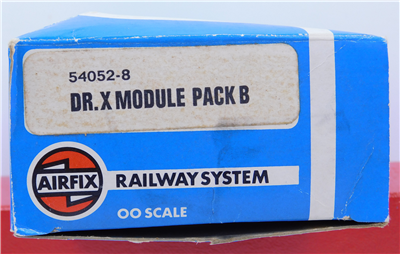 54052-8
DR.X MODULE PACK B
AIRFIX RAILWAY SYSTEM
OO SCALE